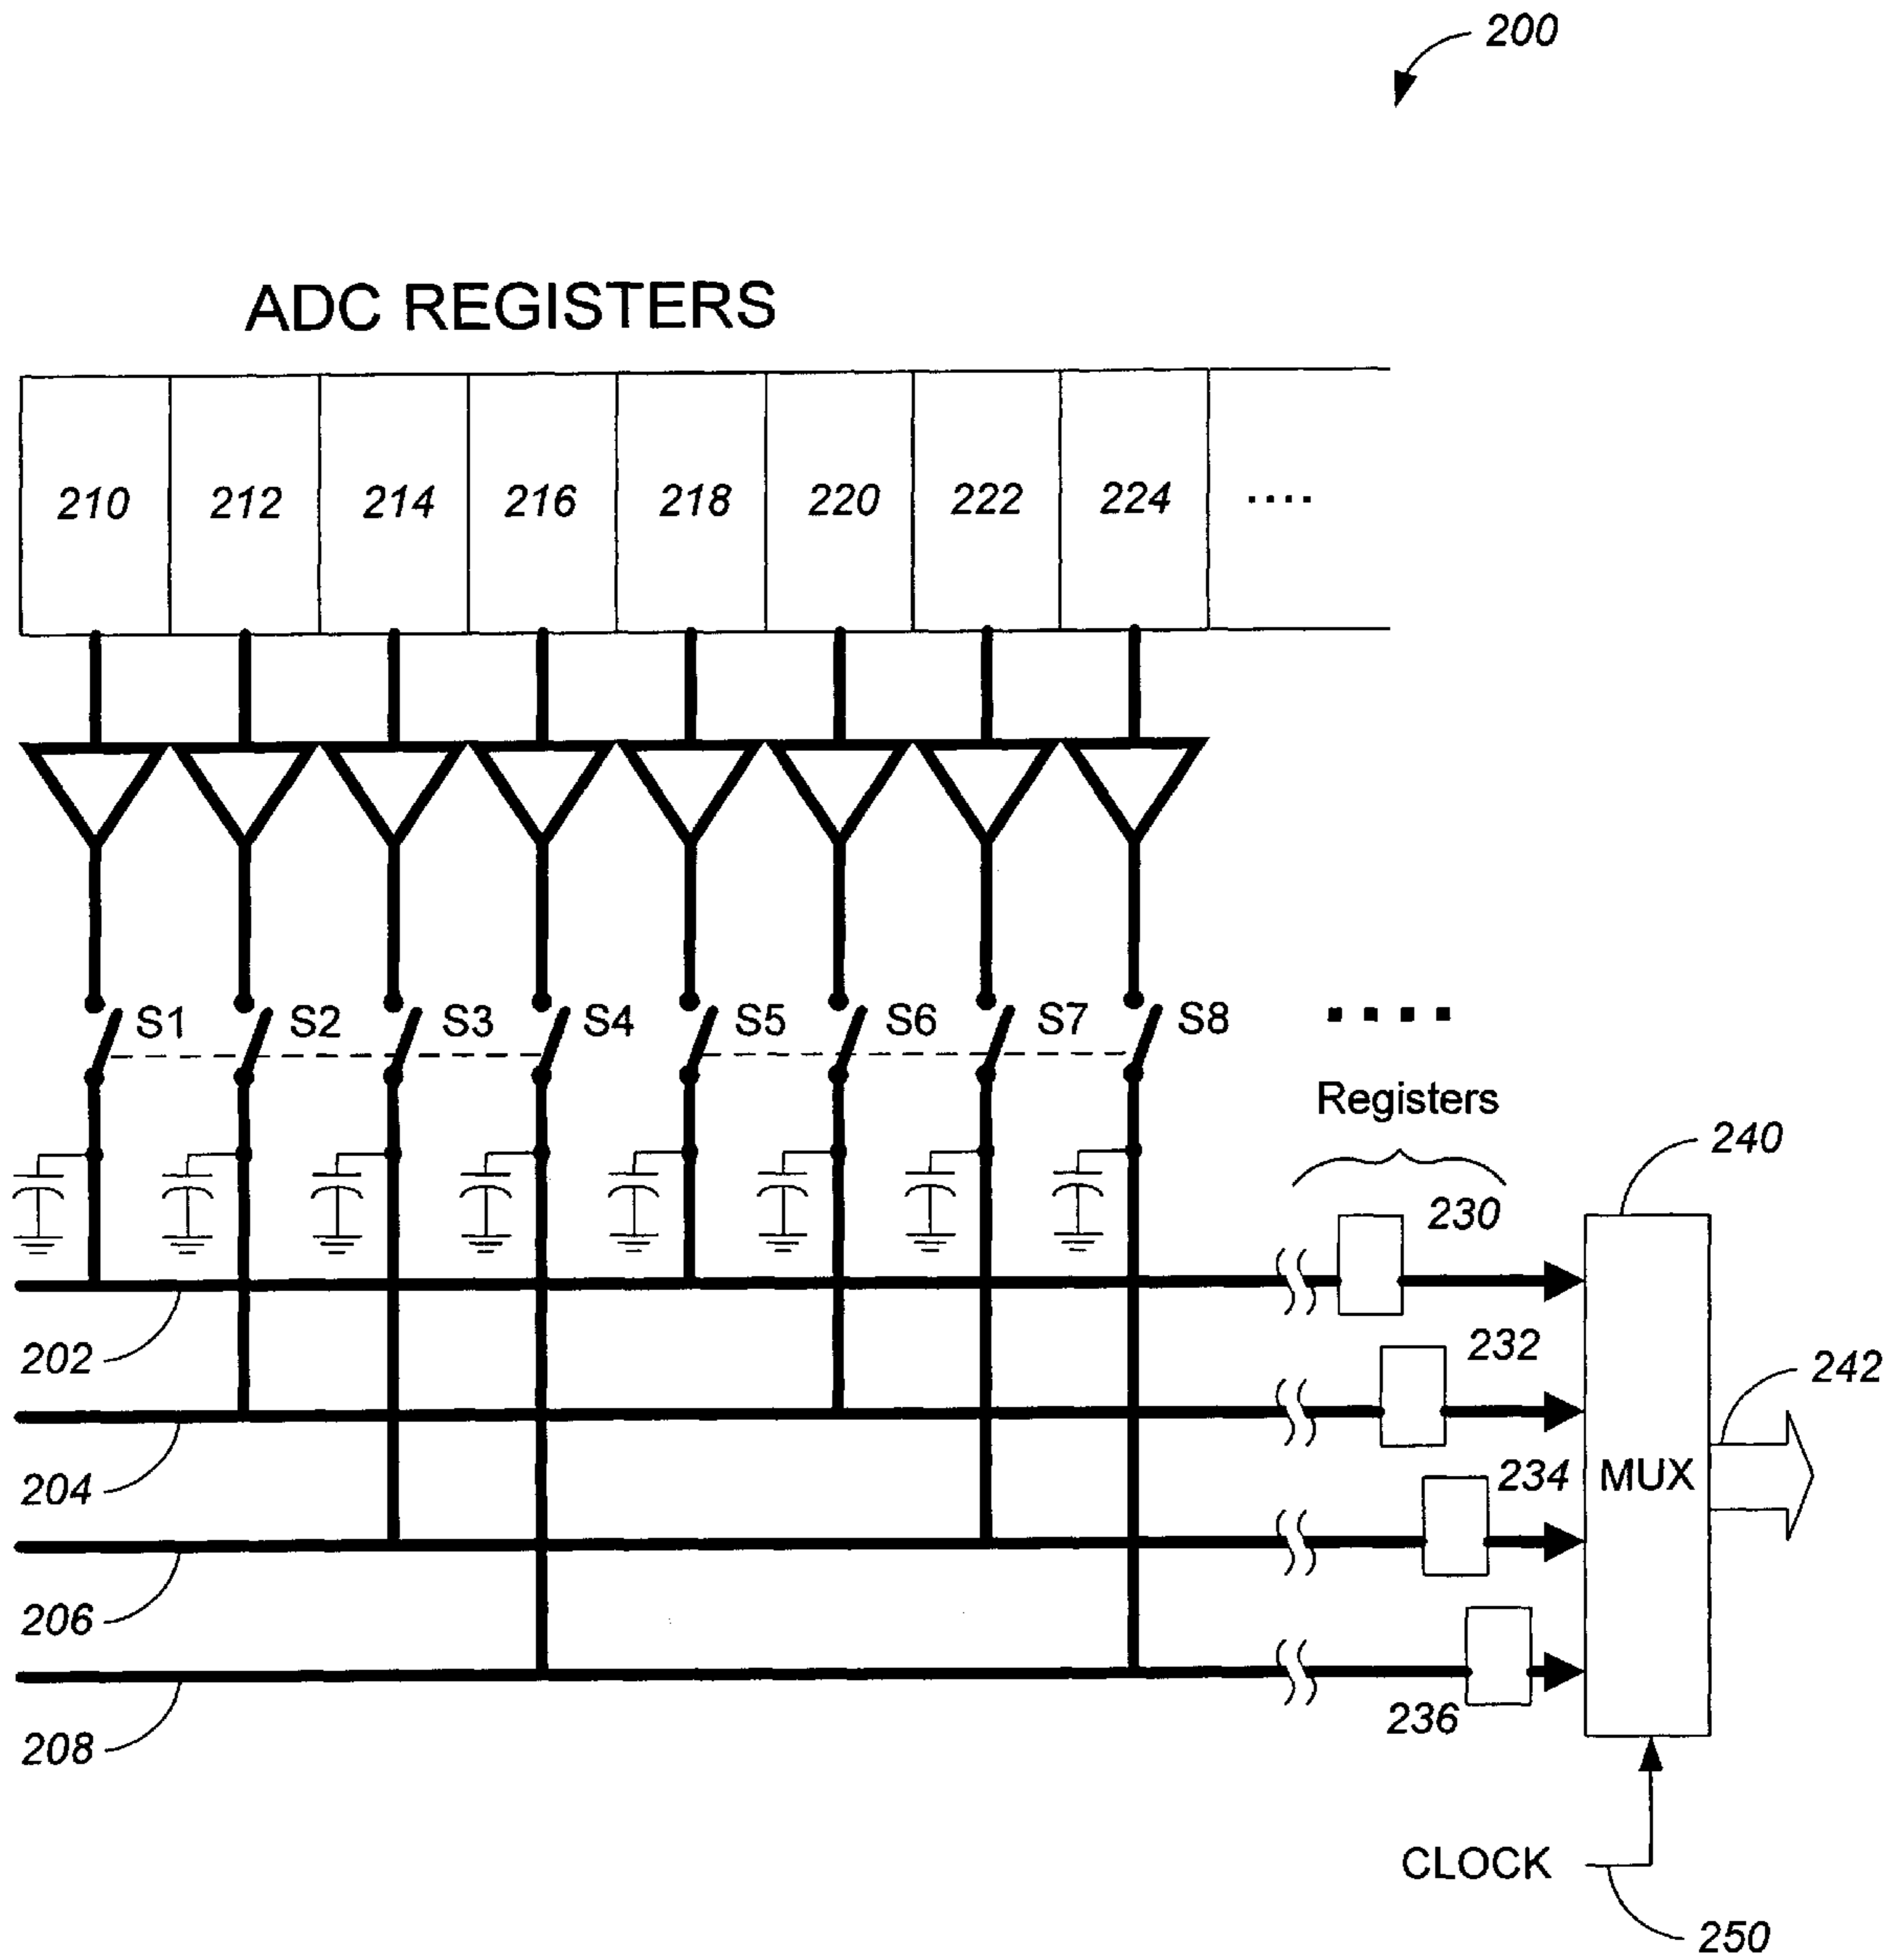 200
ADC REGISTERS
210 212 214 216 218 220 222 224 ....
S1 S2 S3 S4 S5 S6 S7 S8 ....
Registers
240
230
202
232
242
204
234
MUX
206
236
208
CLOCK
250